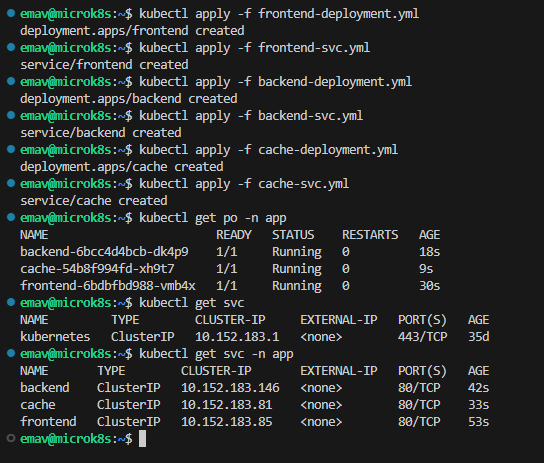 emav@microk8s:~$ kubectl apply -f frontend-deployment.yml
deployment.apps/frontend created
emav@microk8s:~$ kubectl apply -f frontend-svc.yml
service/frontend created
emav@microk8s:~$ kubectl apply -f backend-deployment.yml
deployment.apps/backend created
emav@microk8s:~$ kubectl apply -f backend-svc.yml
service/backend created
emav@microk8s:~$ kubectl apply -f cache-deployment.yml
deployment.apps/cache created
emav@microk8s:~$ kubectl apply -f cache-svc.yml
service/cache created
emav@microk8s:~$ kubectl get po -n app
NAME                        READY   STATUS    RESTARTS   AGE
backend-6bcc4d4bcb-dk4p9    1/1     Running   0          18s
cache-54b8f994fd-xh9t7      1/1     Running   0          9s
frontend-6bdbfbd988-vmb4x   1/1     Running   0          30s
emav@microk8s:~$ kubectl get svc
NAME         TYPE        CLUSTER-IP     EXTERNAL-IP   PORT(S)   AGE
kubernetes   ClusterIP   10.152.183.1   <none>        443/TCP   35d
emav@microk8s:~$ kubectl get svc -n app
NAME       TYPE        CLUSTER-IP       EXTERNAL-IP   PORT(S)   AGE
backend    ClusterIP   10.152.183.146   <none>        80/TCP    42s
cache      ClusterIP   10.152.183.81    <none>        80/TCP    33s
frontend   ClusterIP   10.152.183.85    <none>        80/TCP    53s
emav@microk8s:~$